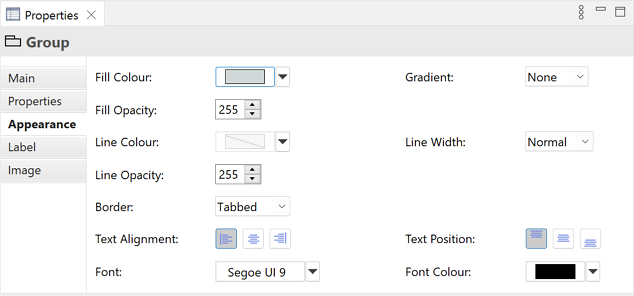 Properties
Group
Main
Properties
Appearance
Label
Image
Fill Colour:
Gradient: None
Fill Opacity: 255
Line Colour:
Line Width: Normal
Line Opacity: 255
Border: Tabbed
Text Alignment:
Text Position:
Font: Segoe UI 9
Font Colour: